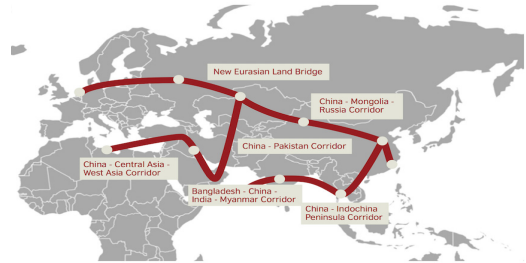 New Eurasian Land Bridge
China - Mongolia -
Russia Corridor
China - Pakistan Corridor
China - Central Asia -
West Asia Corridor
Bangladesh - China -
India - Myanmar Corridor
China - Indochina
Peninsula Corridor